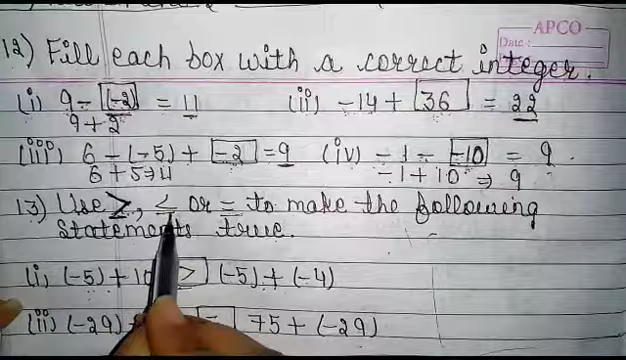 APCO
Date:
12) Fill each box with a correct integer.
(i) 9 - (-2) = 11 (ii) -14 + 36 = 22
9 + 2
(iii) 6 - (-5) + -2 = 9 (iv) -1 - -10 = 9
6 + 5 ⇒ 11 -1 + 10 ⇒ 9
13) Use >, < or = to make the following
statements true.
(i) (-5) + 10 > (-5) + (-4)
(ii) (-29) 75 + (-29)